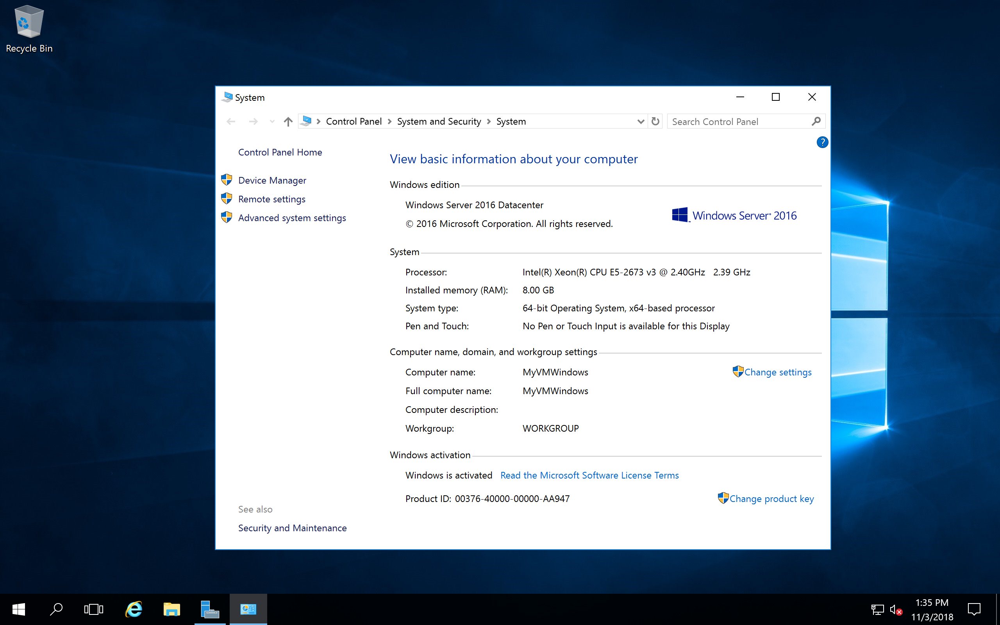 Recycle Bin
System
Control Panel System and Security System
Search Control Panel
?
Control Panel Home
Device Manager
Remote settings
Advanced system settings
See also
Security and Maintenance
View basic information about your computer
Windows edition
Windows Server 2016 Datacenter
© 2016 Microsoft Corporation. All rights reserved.
Windows Server® 2016
System
Processor: Intel(R) Xeon(R) CPU E5-2673 v3 @ 2.40GHz 2.39 GHz
Installed memory (RAM): 8.00 GB
System type: 64-bit Operating System, x64-based processor
Pen and Touch: No Pen or Touch Input is available for this Display
Computer name, domain, and workgroup settings
Computer name: MyVMWindows
Change settings
Full computer name: MyVMWindows
Computer description:
Workgroup: WORKGROUP
Windows activation
Windows is activated Read the Microsoft Software License Terms
Product ID: 00376-40000-00000-AA947
Change product key
1:35 PM
11/3/2018